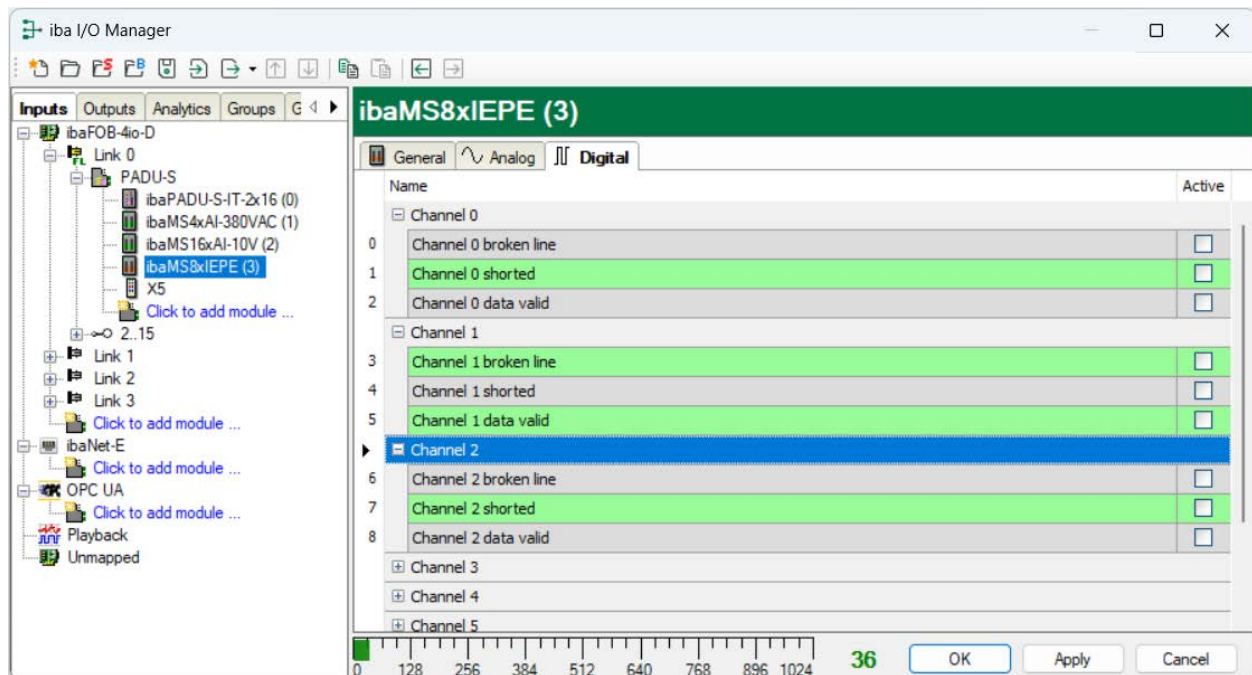 iba I/O Manager
Inputs Outputs Analytics Groups G
ibaFOB-4io-D
Link 0
PADU-S
ibaPADU-S-IT-2x16 (0)
ibaMS4xAI-380VAC (1)
ibaMS16xAI-10V (2)
ibaMS8xIEPE (3)
X5
Click to add module ...
2..15
Link 1
Link 2
Link 3
Click to add module ...
ibaNet-E
Click to add module ...
OPC UA
Click to add module ...
Playback
Unmapped
ibaMS8xIEPE (3)
General Analog Digital
Name Active
Channel 0
0 Channel 0 broken line
1 Channel 0 shorted
2 Channel 0 data valid
Channel 1
3 Channel 1 broken line
4 Channel 1 shorted
5 Channel 1 data valid
Channel 2
6 Channel 2 broken line
7 Channel 2 shorted
8 Channel 2 data valid
Channel 3
Channel 4
Channel 5
0 128 256 384 512 640 768 896 1024 36 OK Apply Cancel